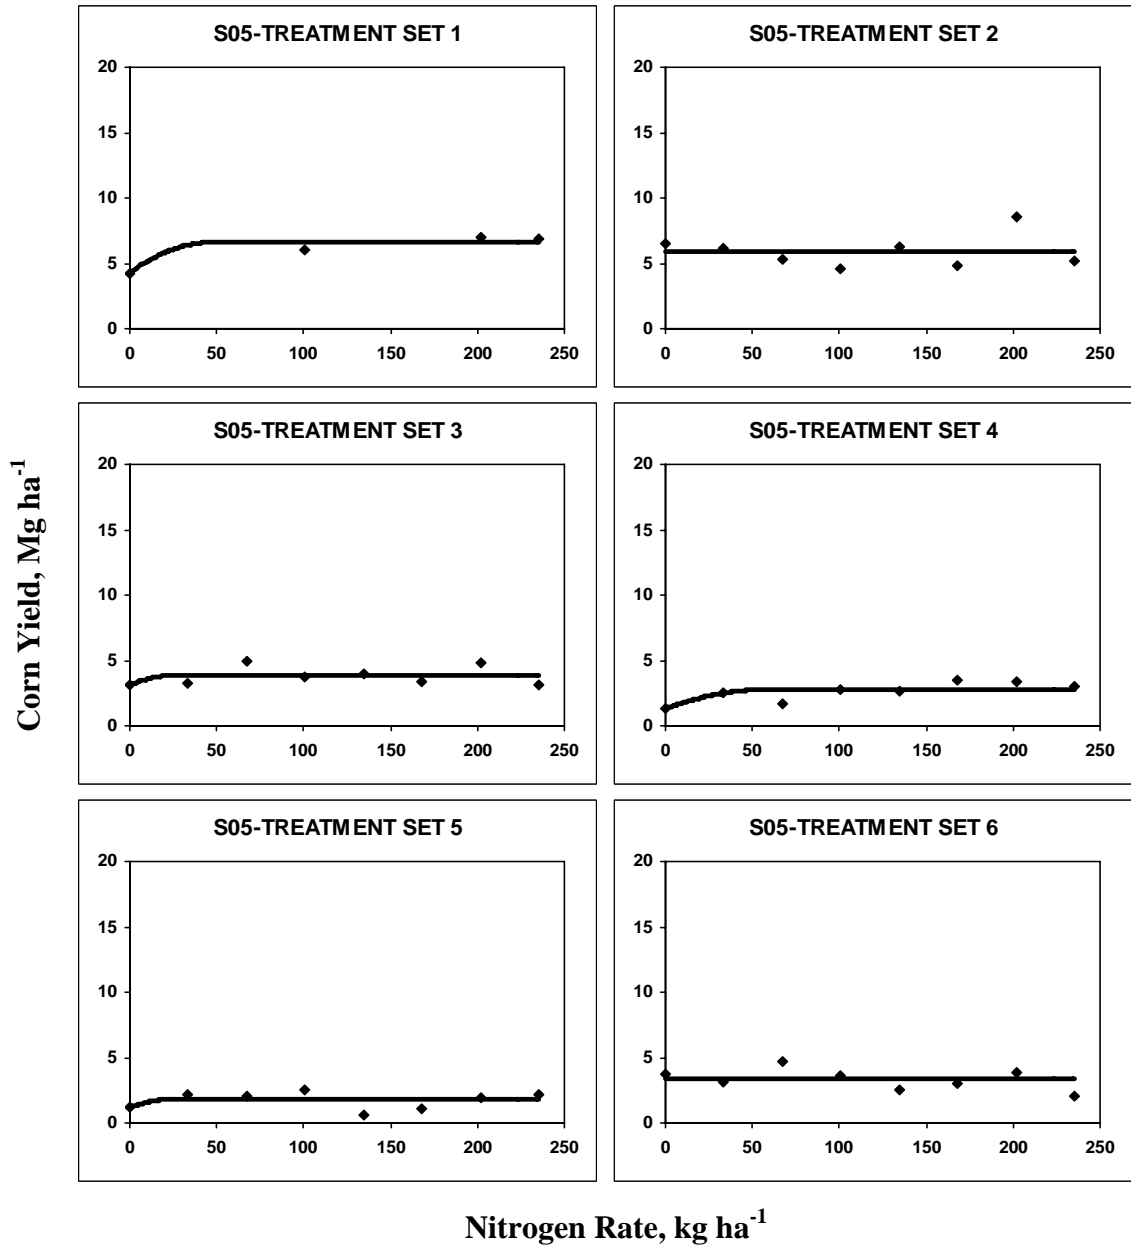 S05-TREATMENT SET 1
20
15
10
5
0
0 50 100 150 200 250
S05-TREATMENT SET 2
20
15
10
5
0
0 50 100 150 200 250
S05-TREATMENT SET 3
20
15
10
5
0
0 50 100 150 200 250
S05-TREATMENT SET 4
20
15
10
5
0
0 50 100 150 200 250
S05-TREATMENT SET 5
20
15
10
5
0
0 50 100 150 200 250
S05-TREATMENT SET 6
20
15
10
5
0
0 50 100 150 200 250
Corn Yield, Mg ha⁻¹
Nitrogen Rate, kg ha⁻¹